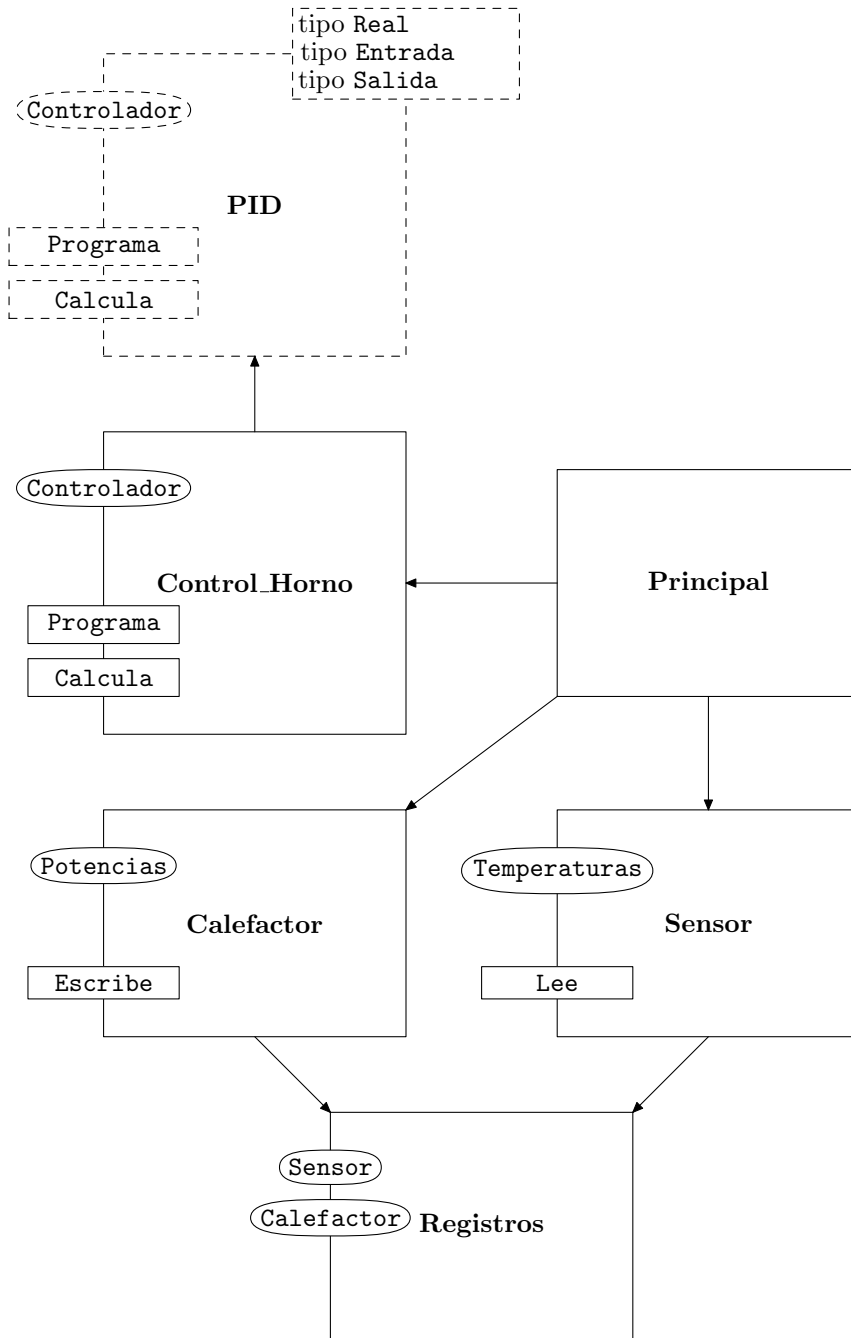 tipo Real
tipo Entrada
tipo Salida
Controlador
PID
Programa
Calcula
Controlador
Control_Horno
Principal
Programa
Calcula
Potencias
Temperaturas
Calefactor
Sensor
Escribe
Lee
Sensor
Calefactor
Registros